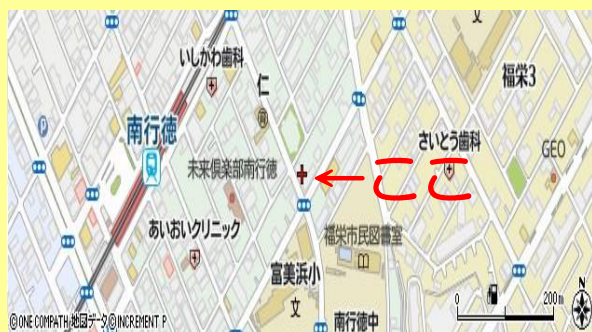 文
いしかわ歯科
福栄3
仁
南行徳
さいとう歯科
GEO
未来倶楽部南行徳
ここ
あいおいクリニック
福栄市民図書室
富美浜小
文
南行徳中
N
0 200m
©ONE COMPATH 地図データ©INCREMENT P